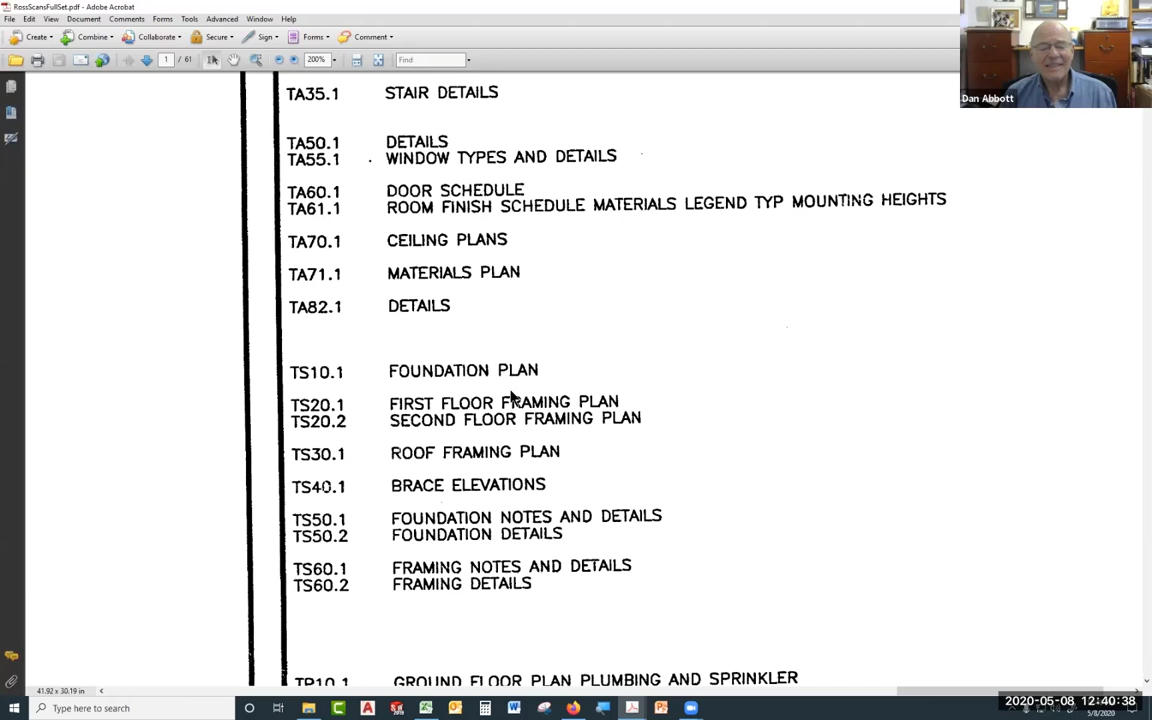 RossScansFullSet.pdf - Adobe Acrobat
File Edit View Document Comments Forms Tools Advanced Window Help
Create Combine Collaborate Secure Sign Forms Comment
1 / 61 200% Find
Dan Abbott
TA35.1 STAIR DETAILS
TA50.1 DETAILS
TA55.1 WINDOW TYPES AND DETAILS
TA60.1 DOOR SCHEDULE
TA61.1 ROOM FINISH SCHEDULE MATERIALS LEGEND TYP MOUNTING HEIGHTS
TA70.1 CEILING PLANS
TA71.1 MATERIALS PLAN
TA82.1 DETAILS
TS10.1 FOUNDATION PLAN
TS20.1 FIRST FLOOR FRAMING PLAN
TS20.2 SECOND FLOOR FRAMING PLAN
TS30.1 ROOF FRAMING PLAN
TS40.1 BRACE ELEVATIONS
TS50.1 FOUNDATION NOTES AND DETAILS
TS50.2 FOUNDATION DETAILS
TS60.1 FRAMING NOTES AND DETAILS
TS60.2 FRAMING DETAILS
TP10.1 GROUND FLOOR PLAN PLUMBING AND SPRINKLER
41.92 x 30.19 in
Type here to search
2020-05-08 12:40:38
5/8/2020